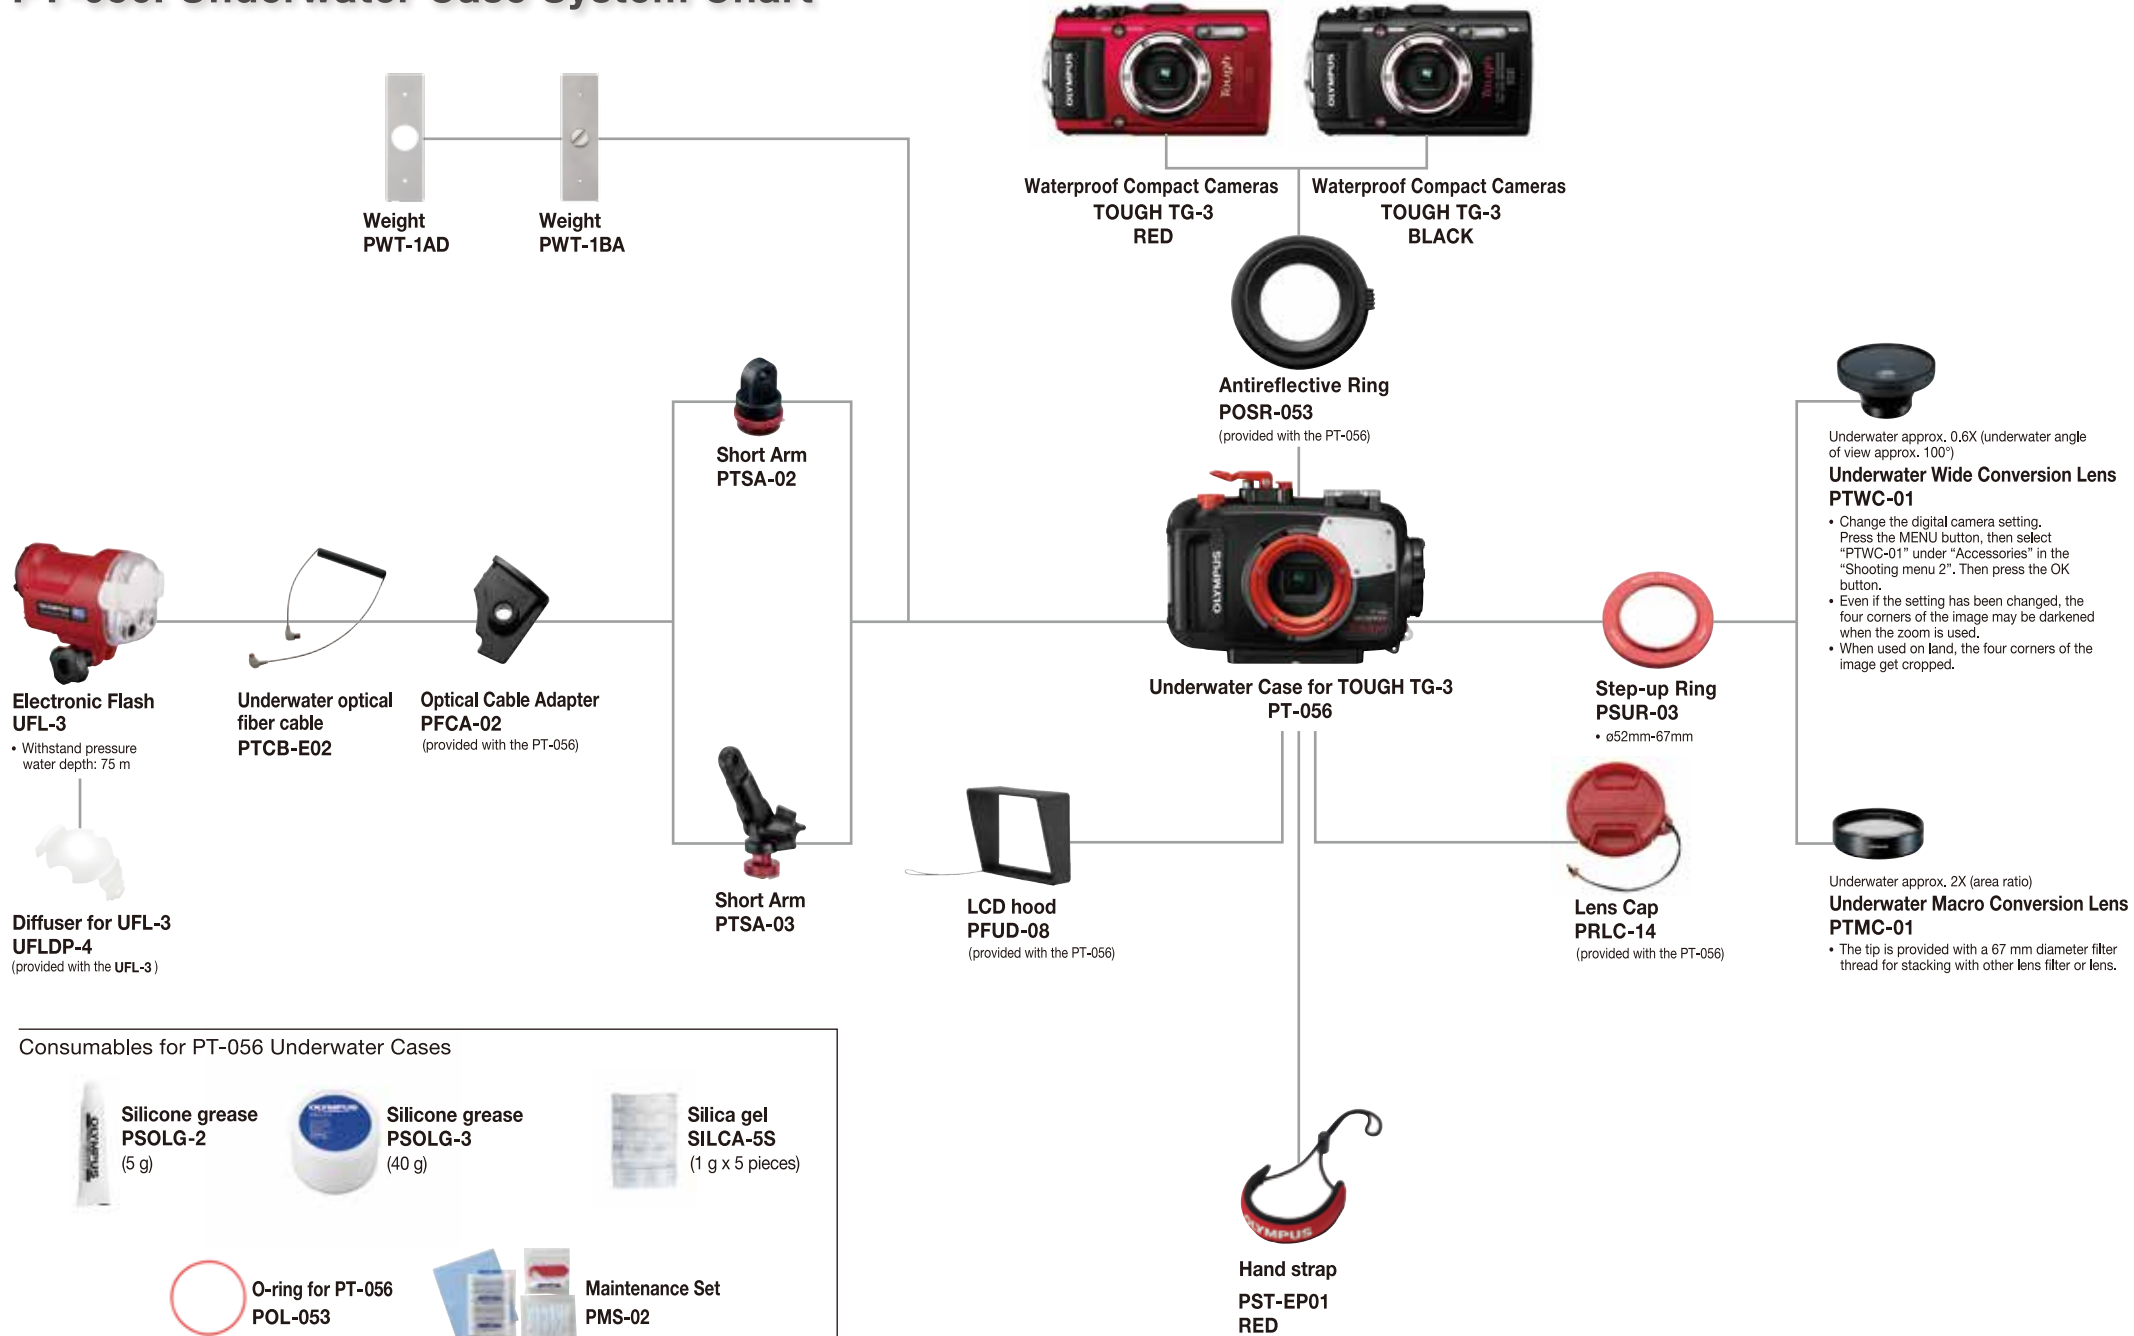 Underwater Case System Chart
Weight
PWT-1AD
Weight
PWT-1BA
OLYMPUS
Tough
OLYMPUS
Tough
Waterproof Compact Cameras
TOUGH TG-3
RED
Waterproof Compact Cameras
TOUGH TG-3
BLACK
Antireflective Ring
POSR-053
(provided with the PT-056)
Short Arm
PTSA-02
OLYMPUS
Underwater Case for TOUGH TG-3
PT-056
Electronic Flash
UFL-3
• Withstand pressure
water depth: 75 m
Underwater optical
fiber cable
PTCB-E02
Optical Cable Adapter
PFCA-02
(provided with the PT-056)
Diffuser for UFL-3
UFLDP-4
(provided with the UFL-3 )
Short Arm
PTSA-03
LCD hood
PFUD-08
(provided with the PT-056)
Step-up Ring
PSUR-03
• ø52mm-67mm
Lens Cap
PRLC-14
(provided with the PT-056)
Underwater approx. 0.6X (underwater angle
of view approx. 100°)
Underwater Wide Conversion Lens
PTWC-01
• Change the digital camera setting.
Press the MENU button, then select
“PTWC-01” under “Accessories” in the
“Shooting menu 2”. Then press the OK
button.
• Even if the setting has been changed, the
four corners of the image may be darkened
when the zoom is used.
• When used on land, the four corners of the
image get cropped.
Underwater approx. 2X (area ratio)
Underwater Macro Conversion Lens
PTMC-01
• The tip is provided with a 67 mm diameter filter
thread for stacking with other lens filter or lens.
OLYMPUS
Hand strap
PST-EP01
RED
Consumables for PT-056 Underwater Cases
OLYMPUS
Silicone grease
PSOLG-2
(5 g)
OLYMPUS
Silicone grease
PSOLG-3
(40 g)
Silica gel
SILCA-5S
(1 g x 5 pieces)
O-ring for PT-056
POL-053
Maintenance Set
PMS-02